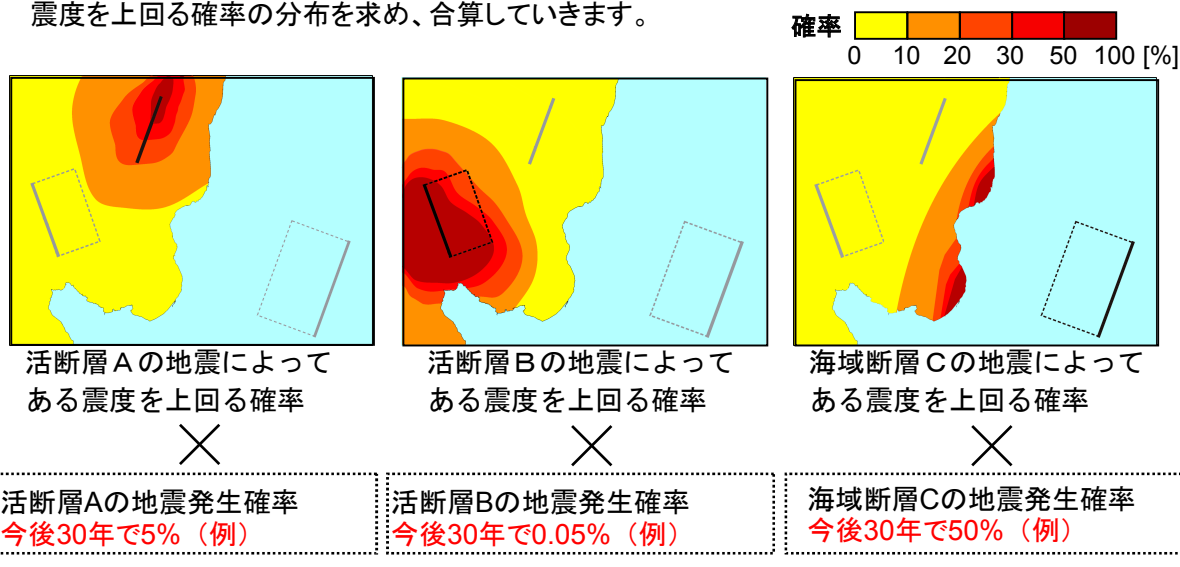 震度を上回る確率の分布を求め、合算していきます。
確率
0 10 20 30 50 100 [%]
活断層Aの地震によって
ある震度を上回る確率
×
活断層Aの地震発生確率
今後30年で5%（例）
活断層Bの地震によって
ある震度を上回る確率
×
活断層Bの地震発生確率
今後30年で0.05%（例）
海域断層Cの地震によって
ある震度を上回る確率
×
海域断層Cの地震発生確率
今後30年で50%（例）